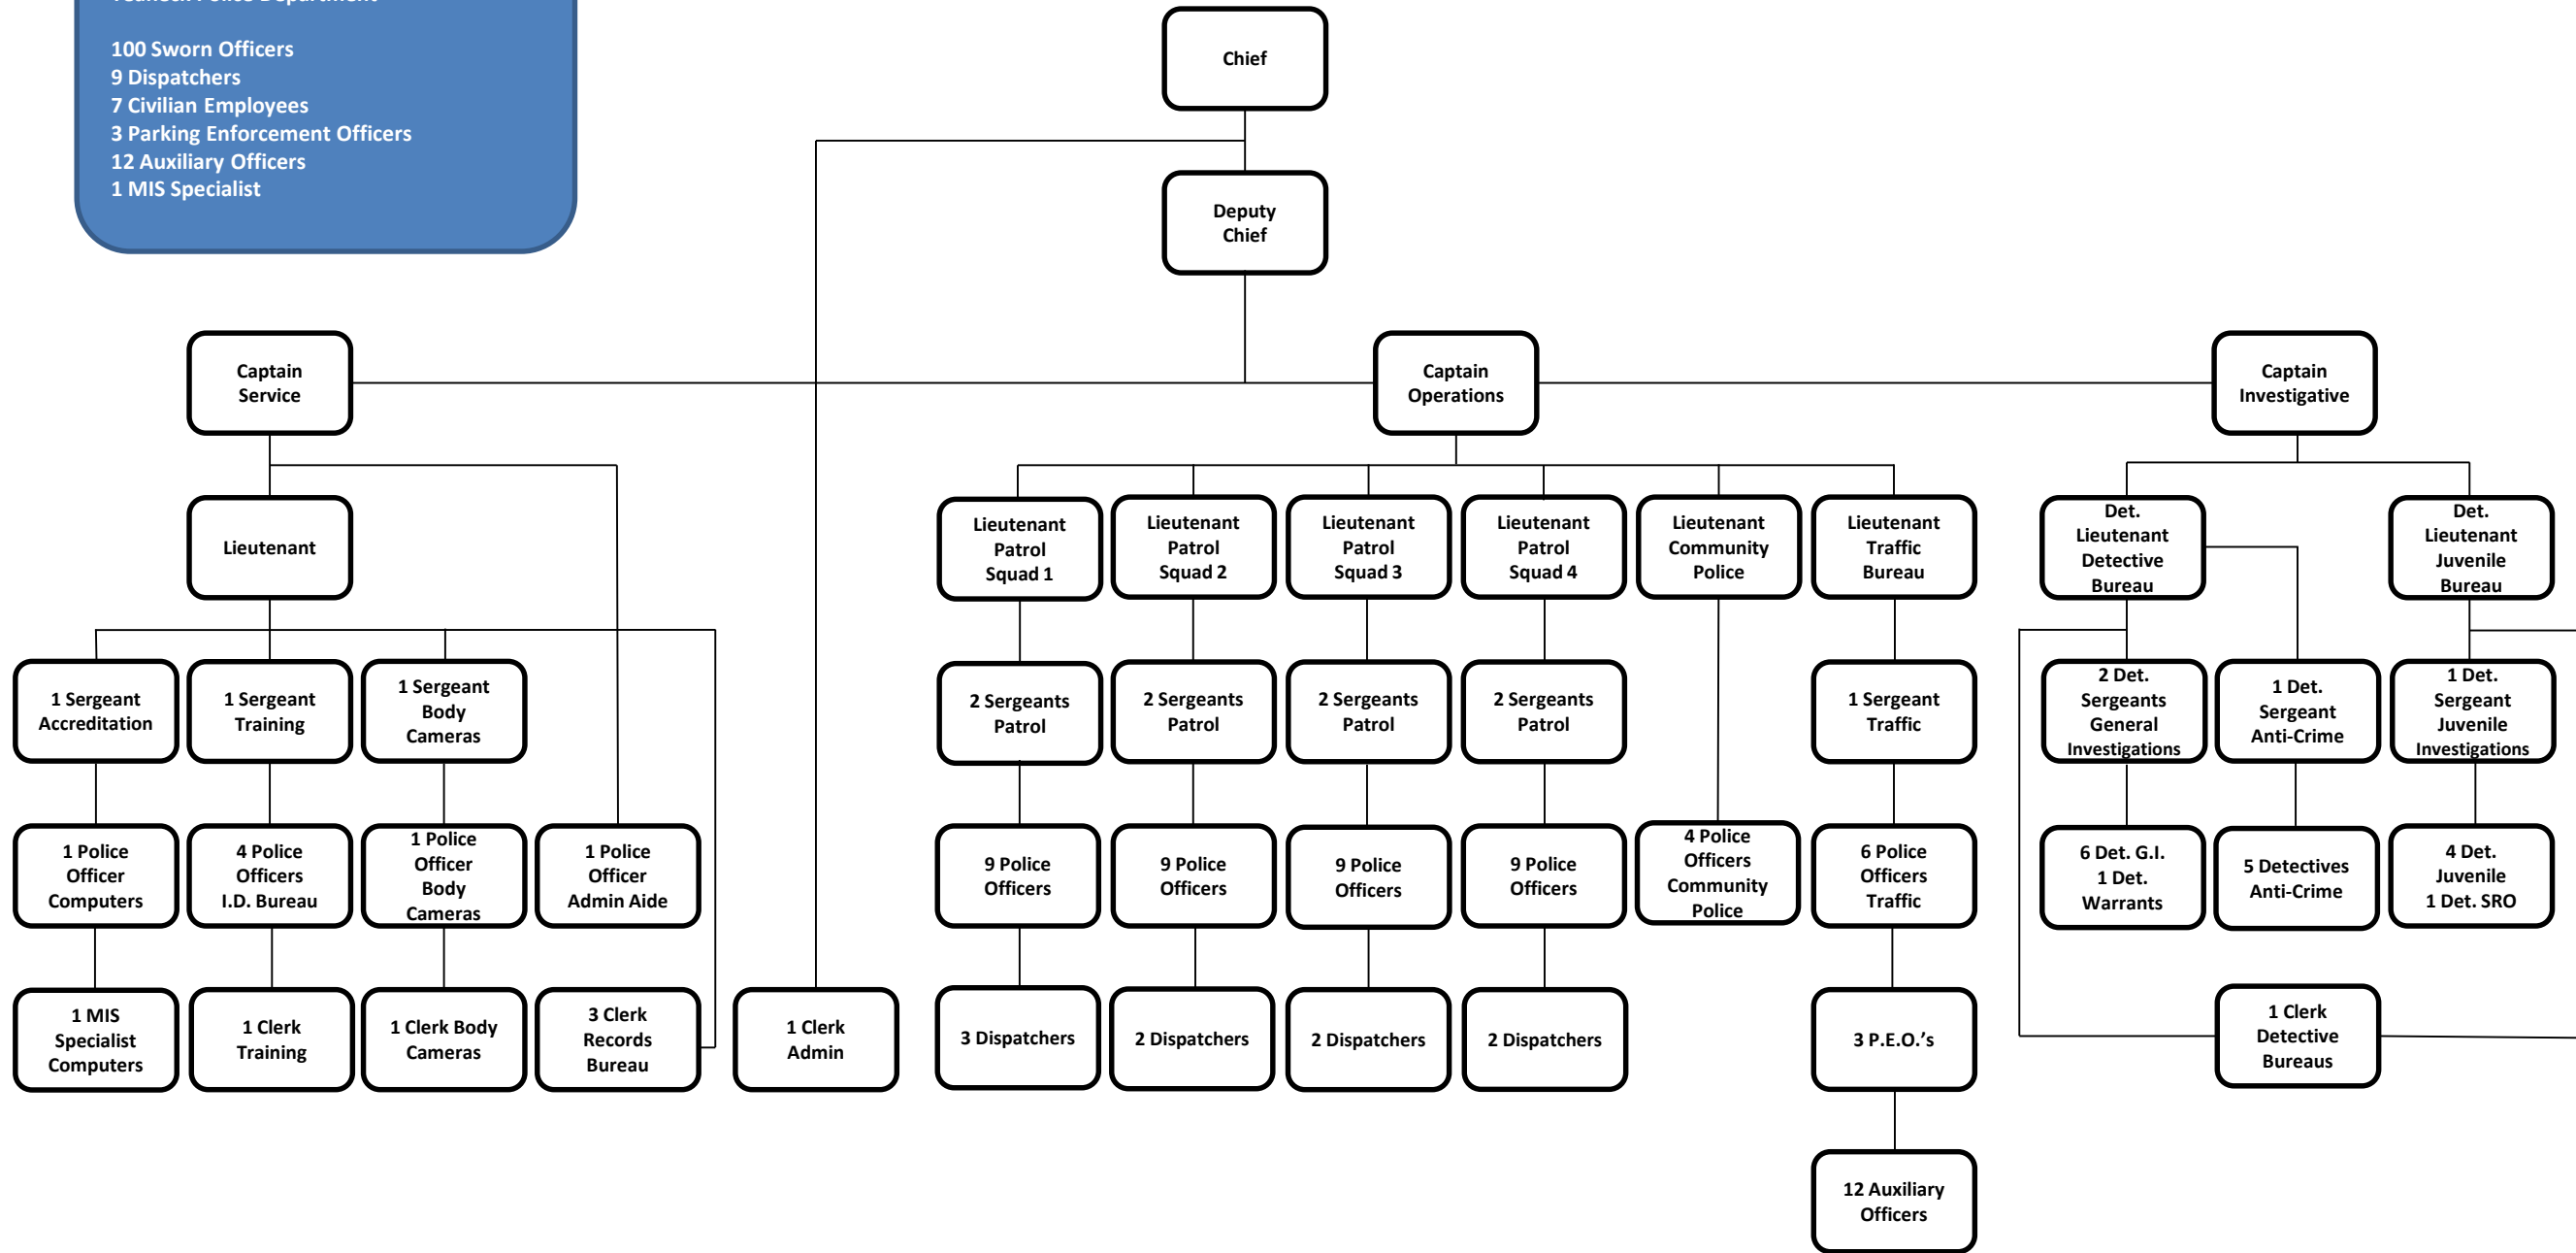 100 Sworn Officers
9 Dispatchers
7 Civilian Employees
3 Parking Enforcement Officers
12 Auxiliary Officers
1 MIS Specialist
Chief
Deputy
Chief
Captain
Service
Captain
Operations
Captain
Investigative
Lieutenant
Lieutenant
Patrol
Squad 1
Lieutenant
Patrol
Squad 2
Lieutenant
Patrol
Squad 3
Lieutenant
Patrol
Squad 4
Lieutenant
Community
Police
Lieutenant
Traffic
Bureau
Det.
Lieutenant
Detective
Bureau
Det.
Lieutenant
Juvenile
Bureau
1 Sergeant
Accreditation
1 Sergeant
Training
1 Sergeant
Body
Cameras
2 Sergeants
Patrol
2 Sergeants
Patrol
2 Sergeants
Patrol
2 Sergeants
Patrol
1 Sergeant
Traffic
2 Det.
Sergeants
General
Investigations
1 Det.
Sergeant
Anti-Crime
1 Det.
Sergeant
Juvenile
Investigations
1 Police
Officer
Computers
4 Police
Officers
I.D. Bureau
1 Police
Officer
Body
Cameras
1 Police
Officer
Admin Aide
9 Police
Officers
9 Police
Officers
9 Police
Officers
9 Police
Officers
4 Police
Officers
Community
Police
6 Police
Officers
Traffic
6 Det. G.I.
1 Det.
Warrants
5 Detectives
Anti-Crime
4 Det.
Juvenile
1 Det. SRO
1 MIS
Specialist
Computers
1 Clerk
Training
1 Clerk Body
Cameras
3 Clerk
Records
Bureau
1 Clerk
Admin
3 Dispatchers
2 Dispatchers
2 Dispatchers
2 Dispatchers
3 P.E.O.’s
1 Clerk
Detective
Bureaus
12 Auxiliary
Officers